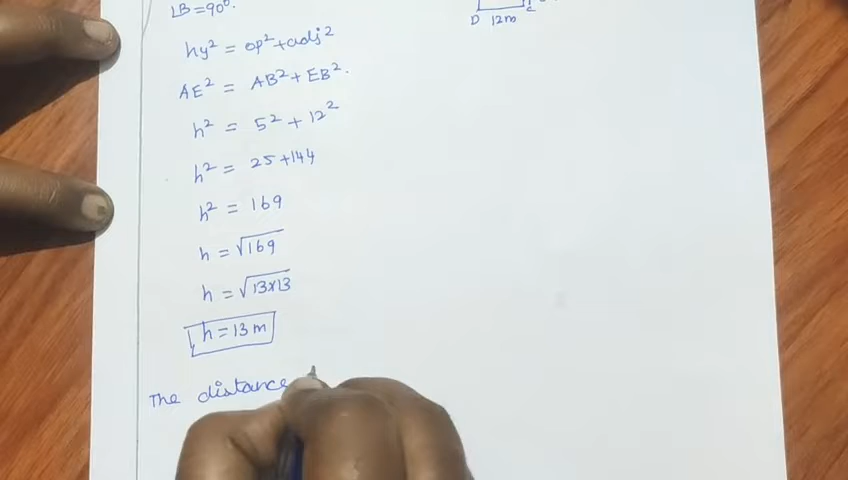 ∠B = 90°.
hy² = op² + adj²
AE² = AB² + EB².
h² = 5² + 12²
h² = 25 + 144
h² = 169
h = √169
h = √13×13
h = 13 m
The distance
D 12m C